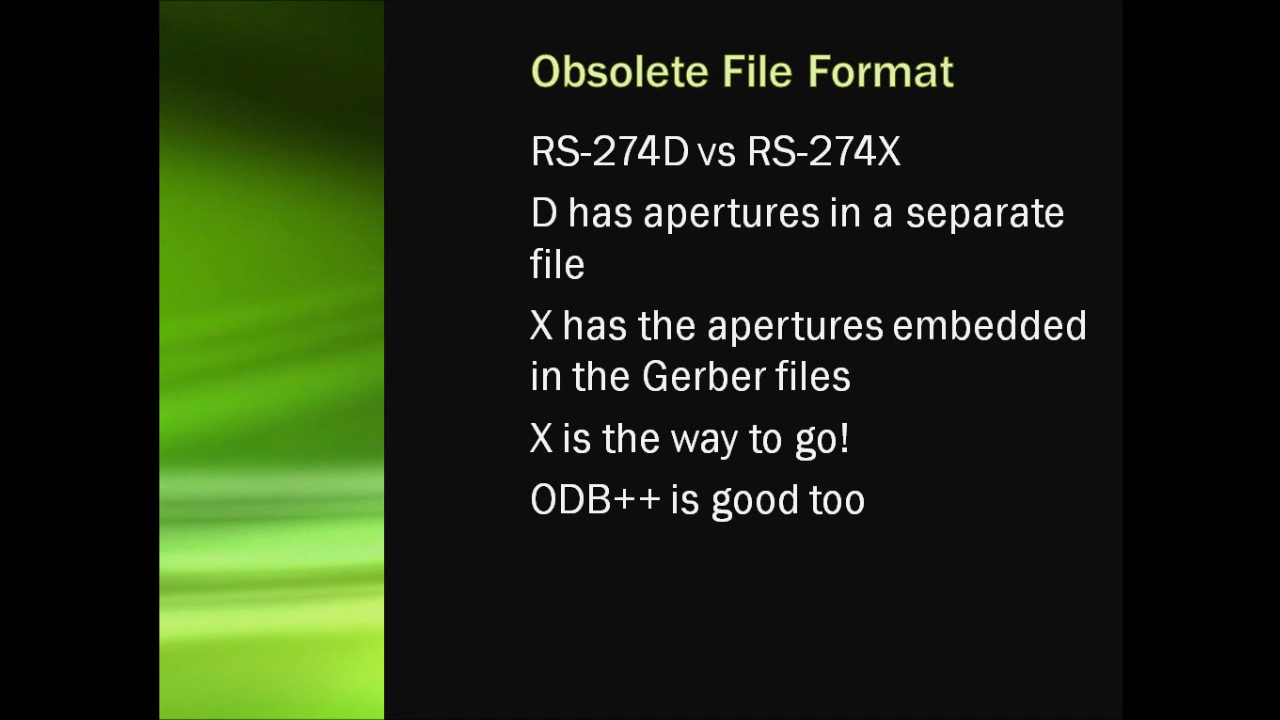 Obsolete File Format
RS-274D vs RS-274X
D has apertures in a separate
file
X has the apertures embedded
in the Gerber files
X is the way to go!
ODB++ is good too